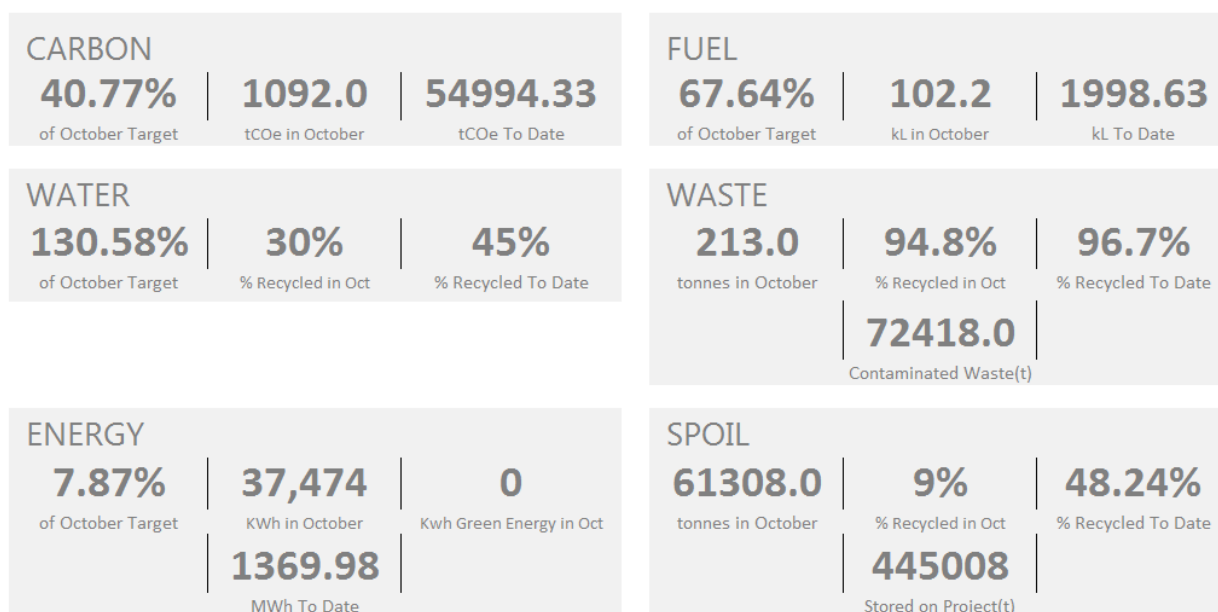 CARBON
40.77% 1092.0 54994.33
of October Target tCOe in October tCOe To Date
FUEL
67.64% 102.2 1998.63
of October Target kL in October kL To Date
WATER
130.58% 30% 45%
of October Target % Recycled in Oct % Recycled To Date
WASTE
213.0 94.8% 96.7%
tonnes in October % Recycled in Oct % Recycled To Date
72418.0
Contaminated Waste(t)
ENERGY
7.87% 37,474 0
of October Target KWh in October Kwh Green Energy in Oct
1369.98
MWh To Date
SPOIL
61308.0 9% 48.24%
tonnes in October % Recycled in Oct % Recycled To Date
445008
Stored on Project(t)